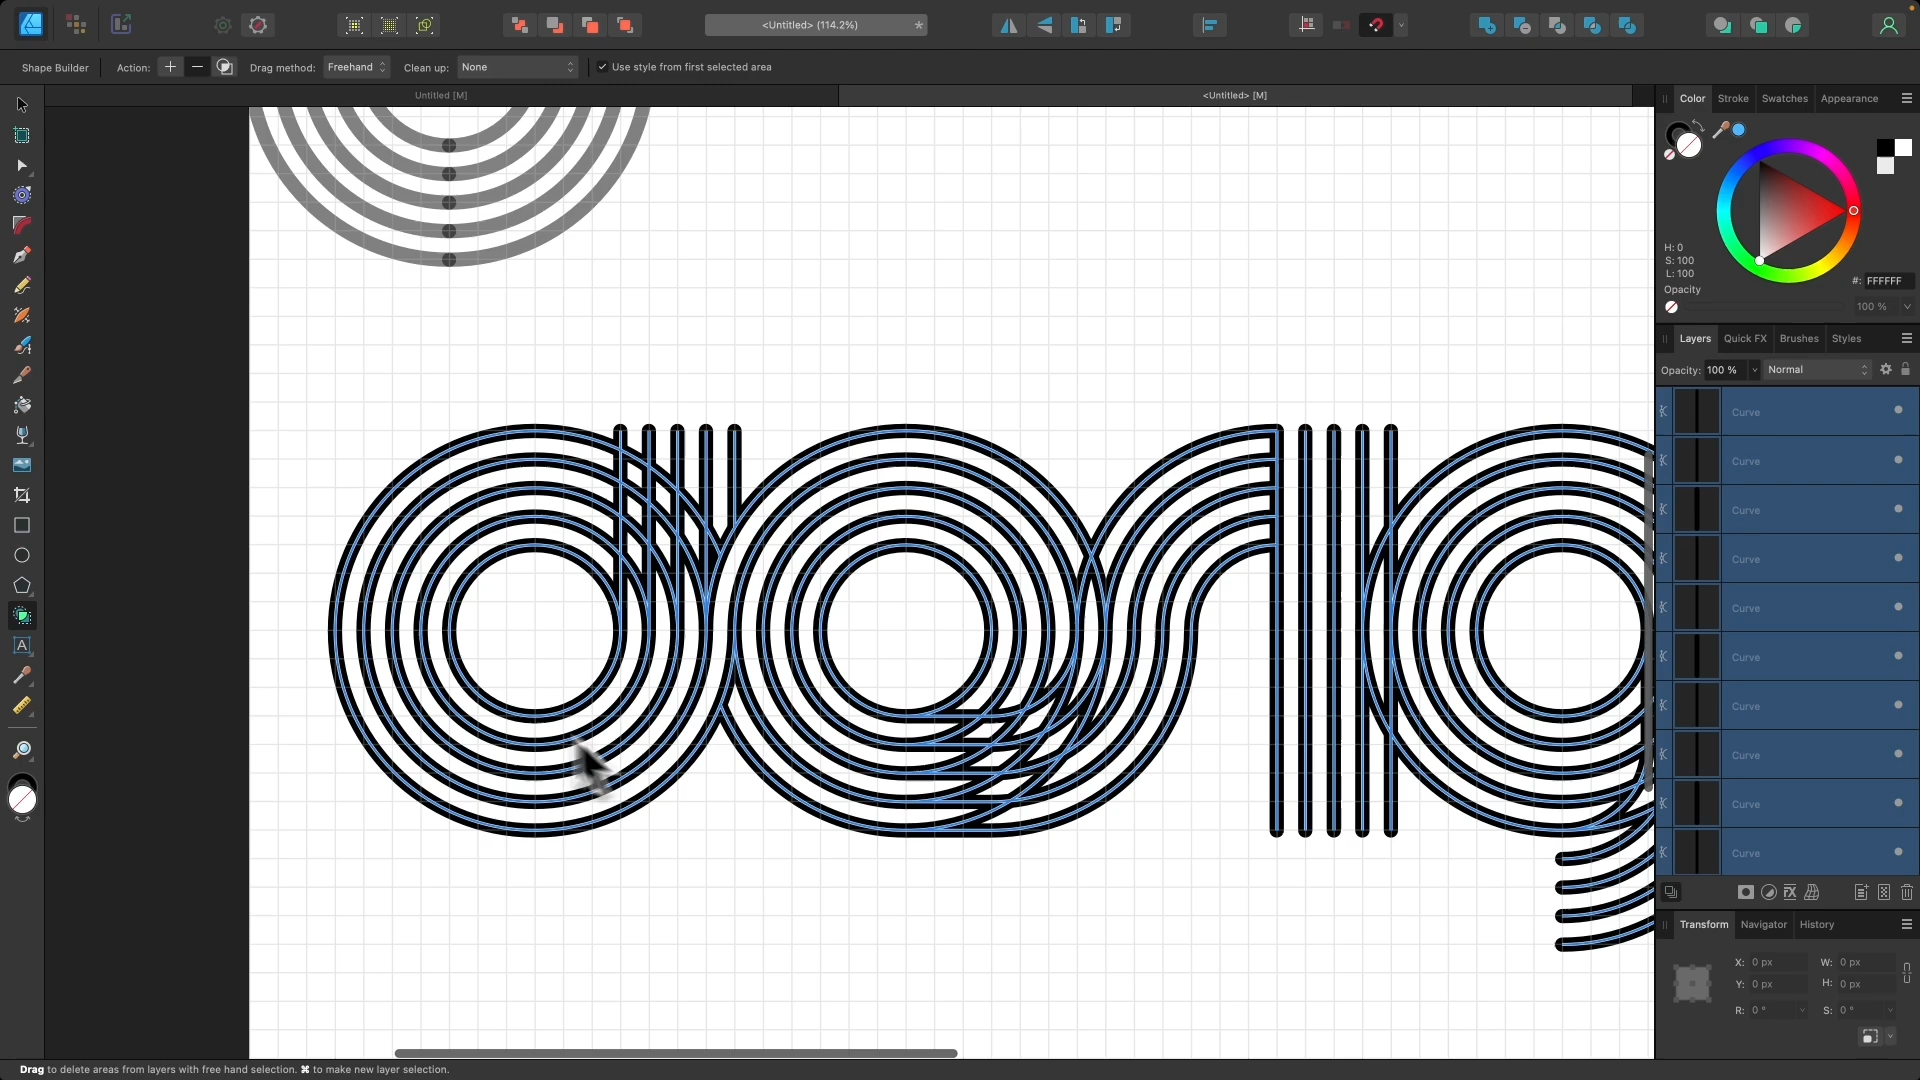 <Untitled> (114.2%)
*
Shape Builder
Action:
Drag method: Freehand
Clean up: None
Use style from first selected area
Untitled [M]
<Untitled> [M]
Color Stroke Swatches Appearance
H: 0
S: 100
L: 100
#: FFFFFF
Opacity
100 %
Layers Quick FX Brushes Styles
Opacity: 100 % Normal
Curve
Curve
Curve
Curve
Curve
Curve
Curve
Curve
Curve
Curve
Transform Navigator History
X: 0 px W: 0 px
Y: 0 px H: 0 px
R: 0 ° S: 0 °
Drag to delete areas from layers with free hand selection. ⌘ to make new layer selection.